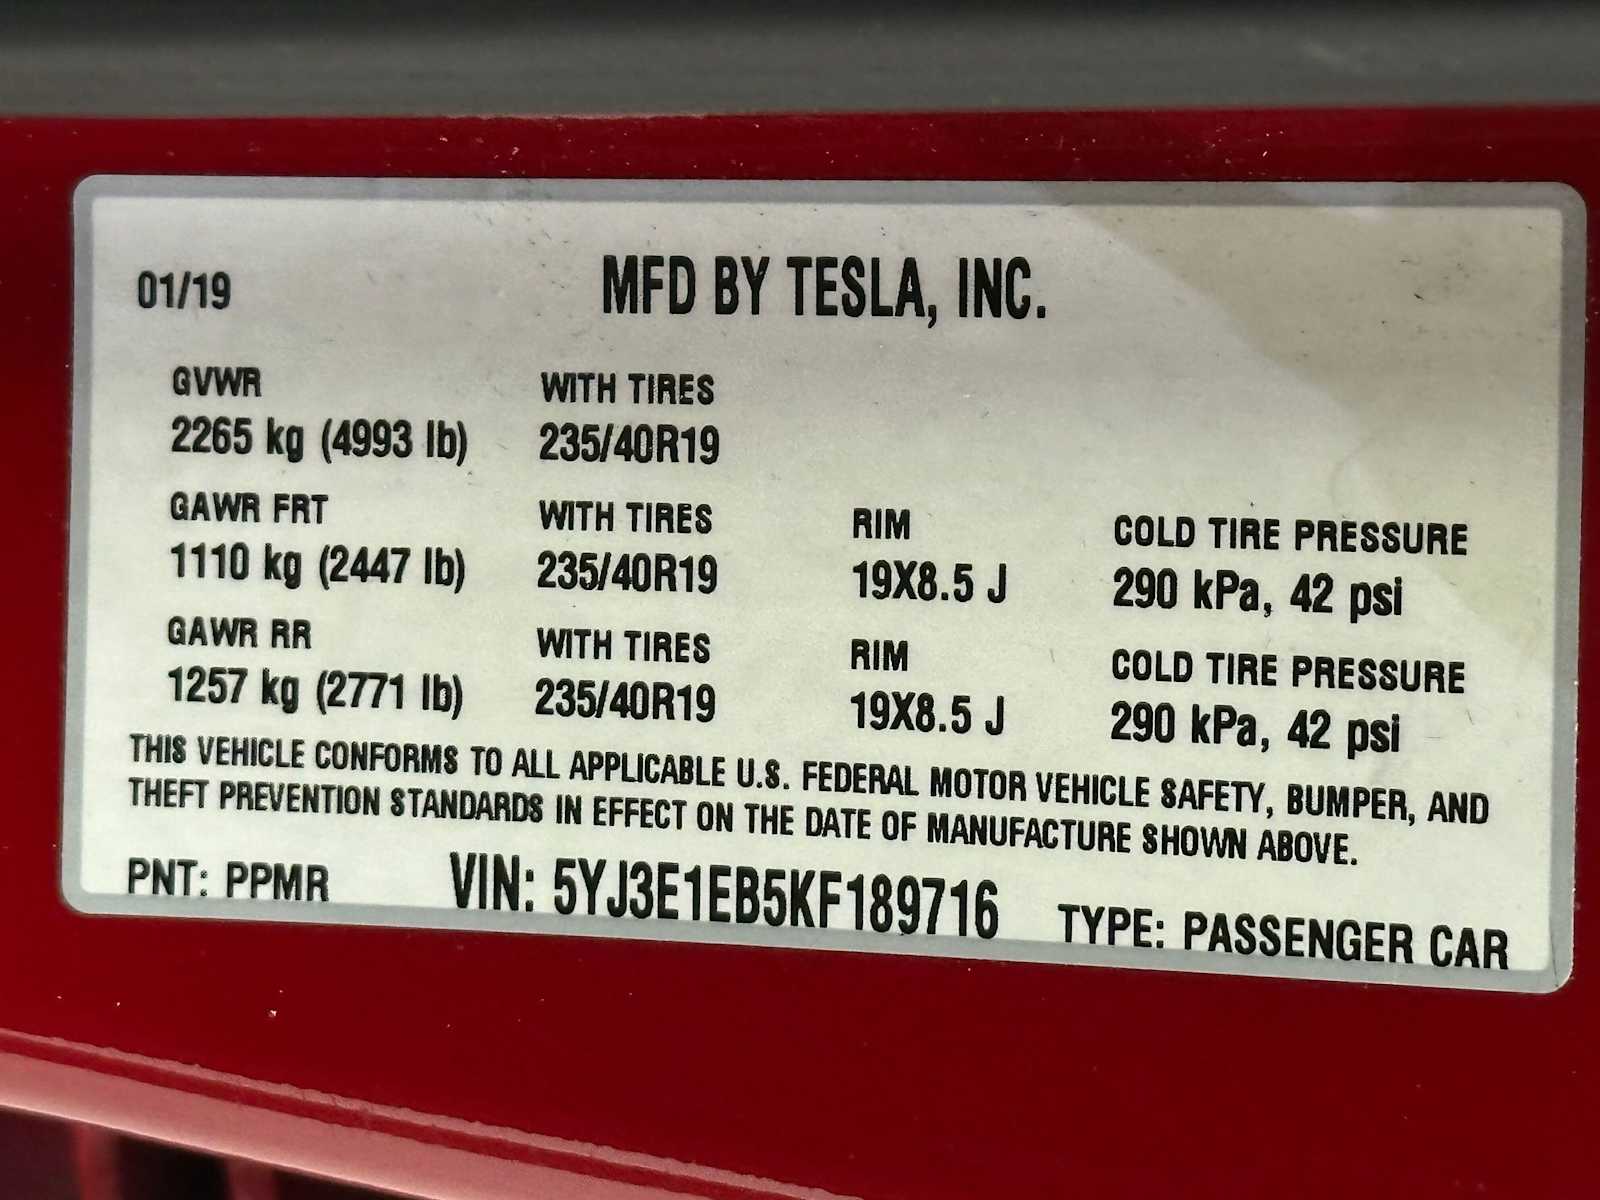 01/19 MFD BY TESLA, INC.
GVWR WITH TIRES
2265 kg (4993 lb) 235/40R19
GAWR FRT WITH TIRES RIM COLD TIRE PRESSURE
1110 kg (2447 lb) 235/40R19 19X8.5 J 290 kPa, 42 psi
GAWR RR WITH TIRES RIM COLD TIRE PRESSURE
1257 kg (2771 lb) 235/40R19 19X8.5 J 290 kPa, 42 psi
THIS VEHICLE CONFORMS TO ALL APPLICABLE U.S. FEDERAL MOTOR VEHICLE SAFETY, BUMPER, AND
THEFT PREVENTION STANDARDS IN EFFECT ON THE DATE OF MANUFACTURE SHOWN ABOVE.
PNT: PPMR VIN: 5YJ3E1EB5KF189716 TYPE: PASSENGER CAR